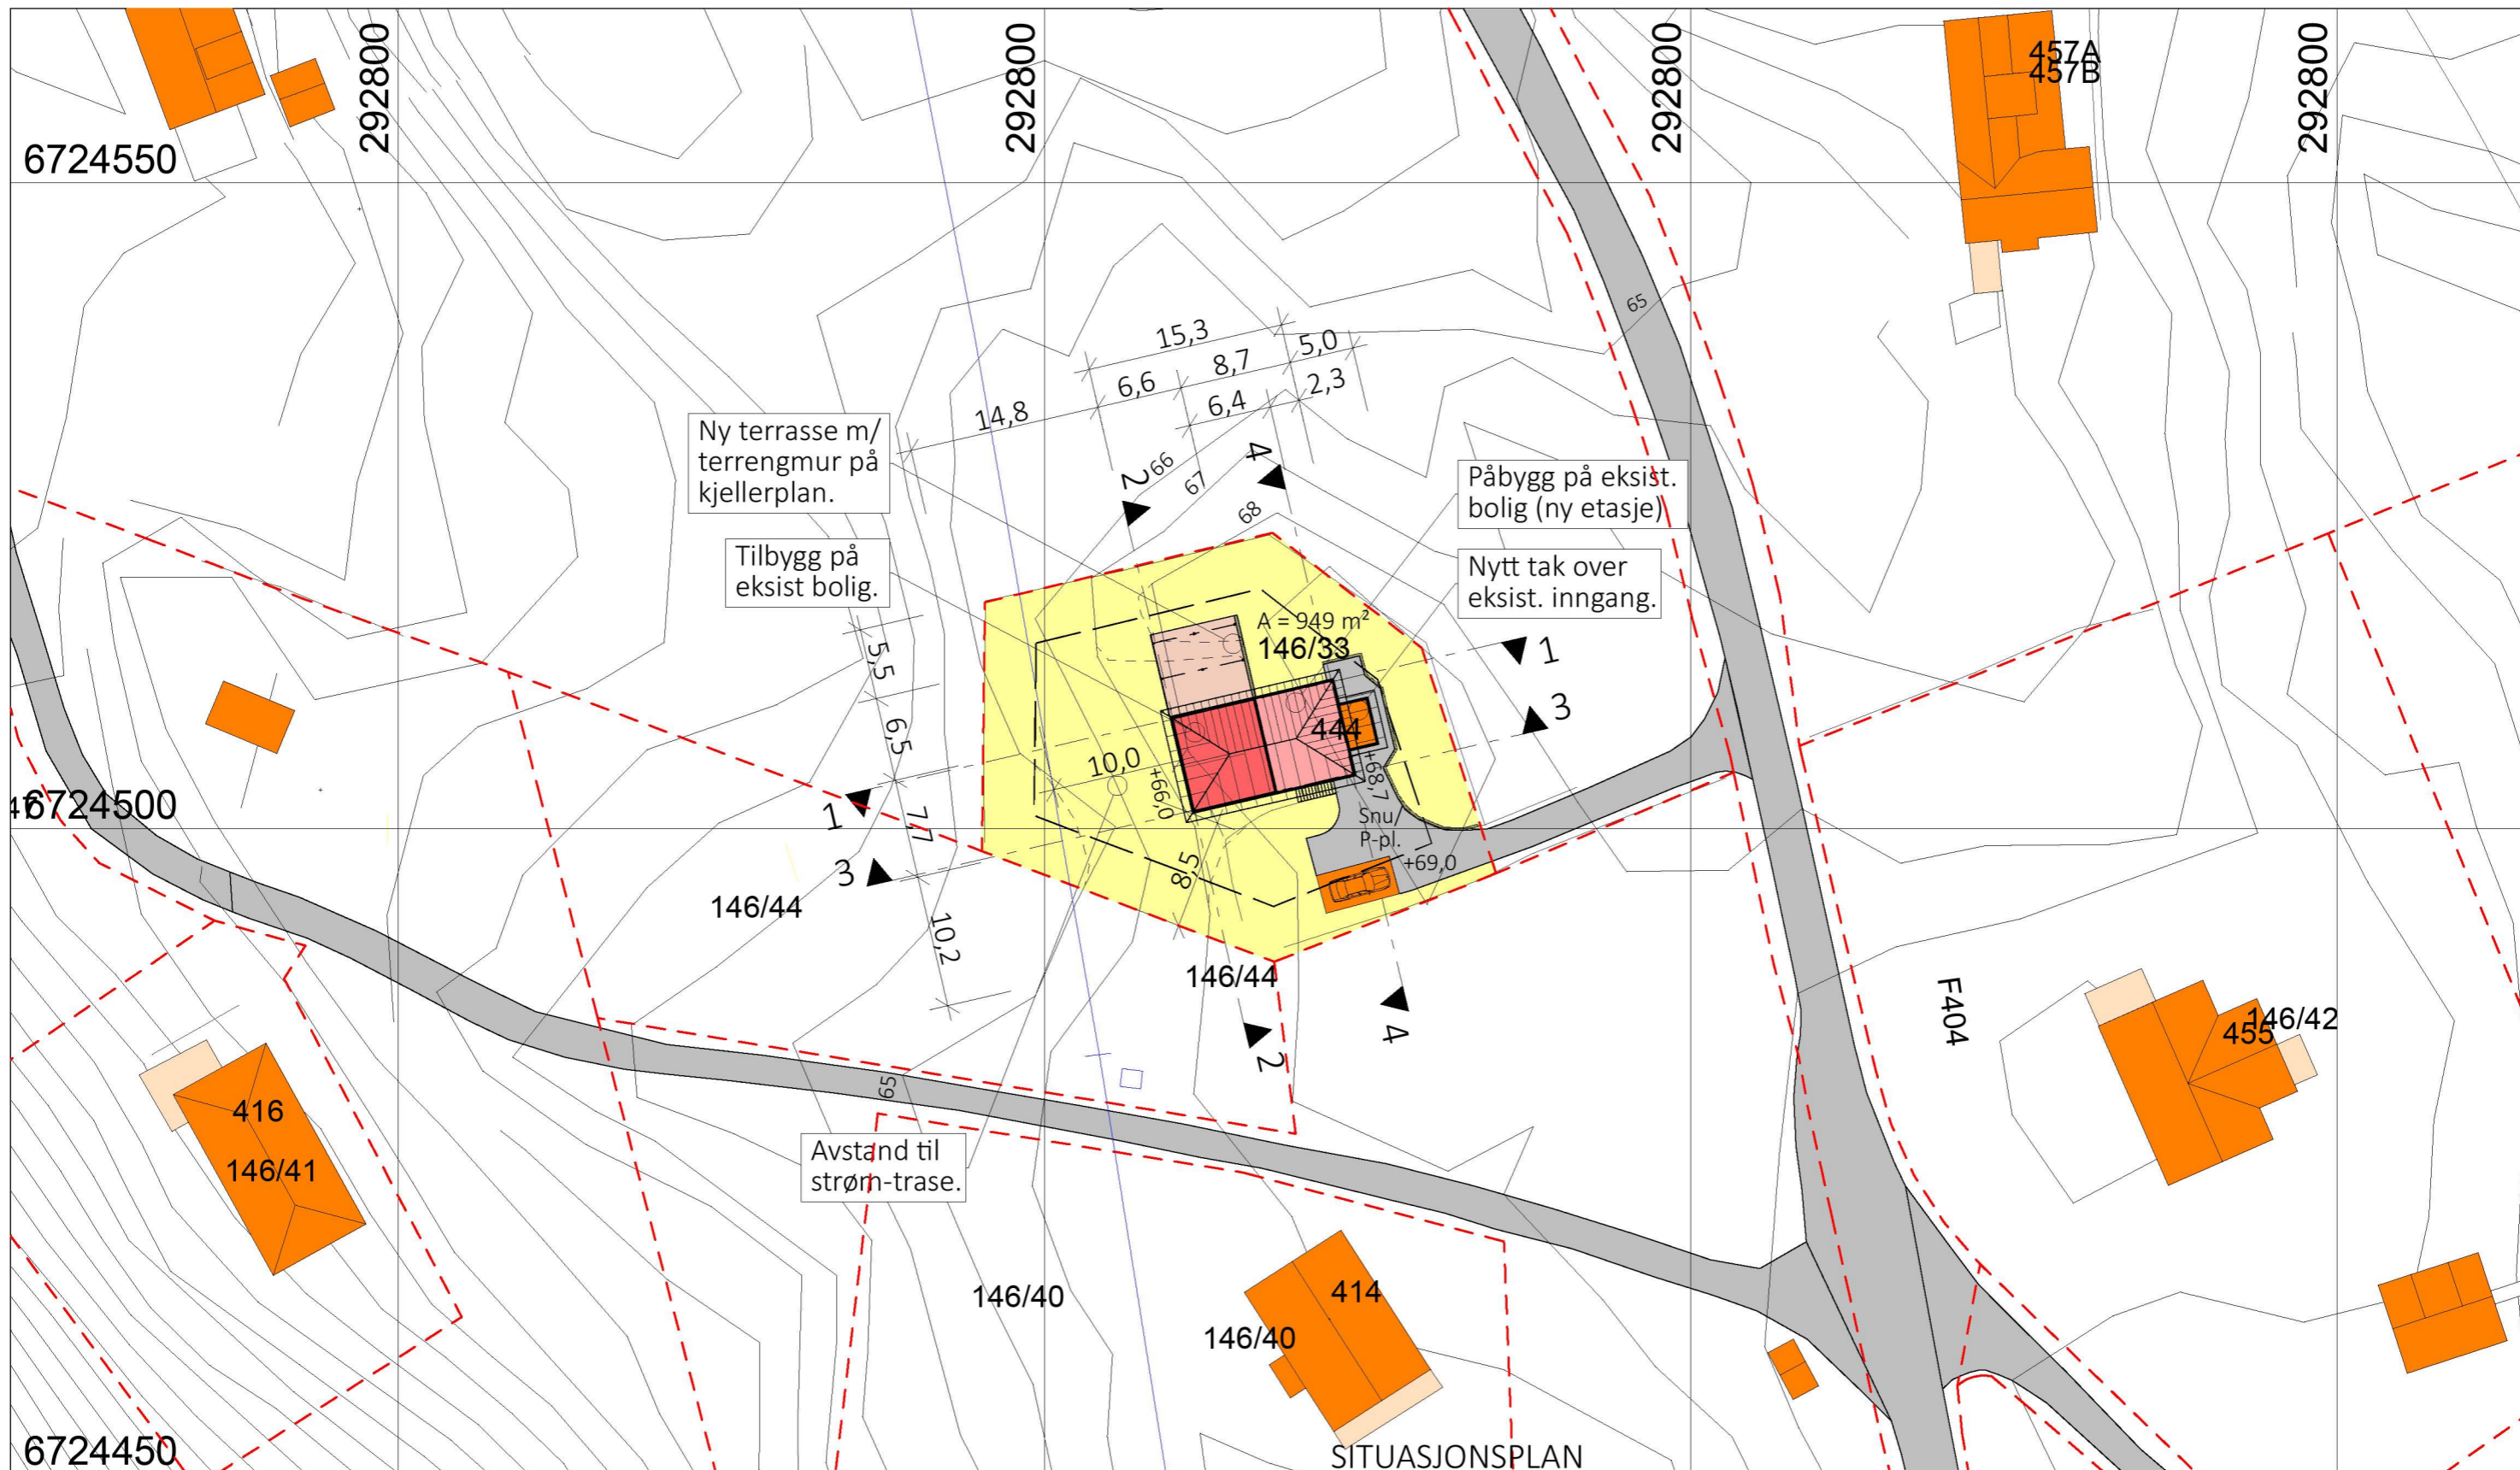 292800
292800
292800
292800
457A
457B
6724550
65
15,3
5,0
8,7
6,6
2,3
6,4
14,8
Ny terrasse m/
terrengmur på
kjellerplan.
2
66
67
4
68
Påbygg på eksist.
bolig (ny etasje)
Tilbygg på
eksist bolig.
Nytt tak over
eksist. inngang.
A = 949 m²
146/33
1
5,5
3
6,5
444
10,0
+66,0
+68,7
6724500
1
7,7
Snu/
P-pl.
8,5
+69,0
3
146/44
10,2
146/44
4
2
F404
146/42
455
65
416
146/41
Avstand til
strøm-trase.
146/40
414
146/40
6724450
SITUASJONSPLAN